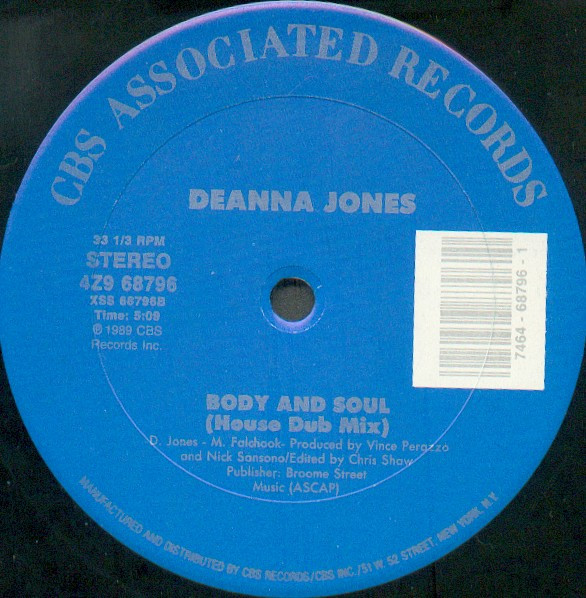 CBS ASSOCIATED RECORDS
DEANNA JONES
33 1/3 RPM
STEREO
4Z9 68796
XSS 68796B
Time: 5:09
℗ 1989 CBS
Records Inc.
7464 - 68796 - 1
BODY AND SOUL
(House Dub Mix)
D. Jones - M. Falchook- Produced by Vince Perazzo
and Nick Sansono/Edited by Chris Shaw
Publisher: Broome Street
Music (ASCAP)
MANUFACTURED AND DISTRIBUTED BY CBS RECORDS/CBS INC./51 W. 52 STREET, NEW YORK, N.Y.